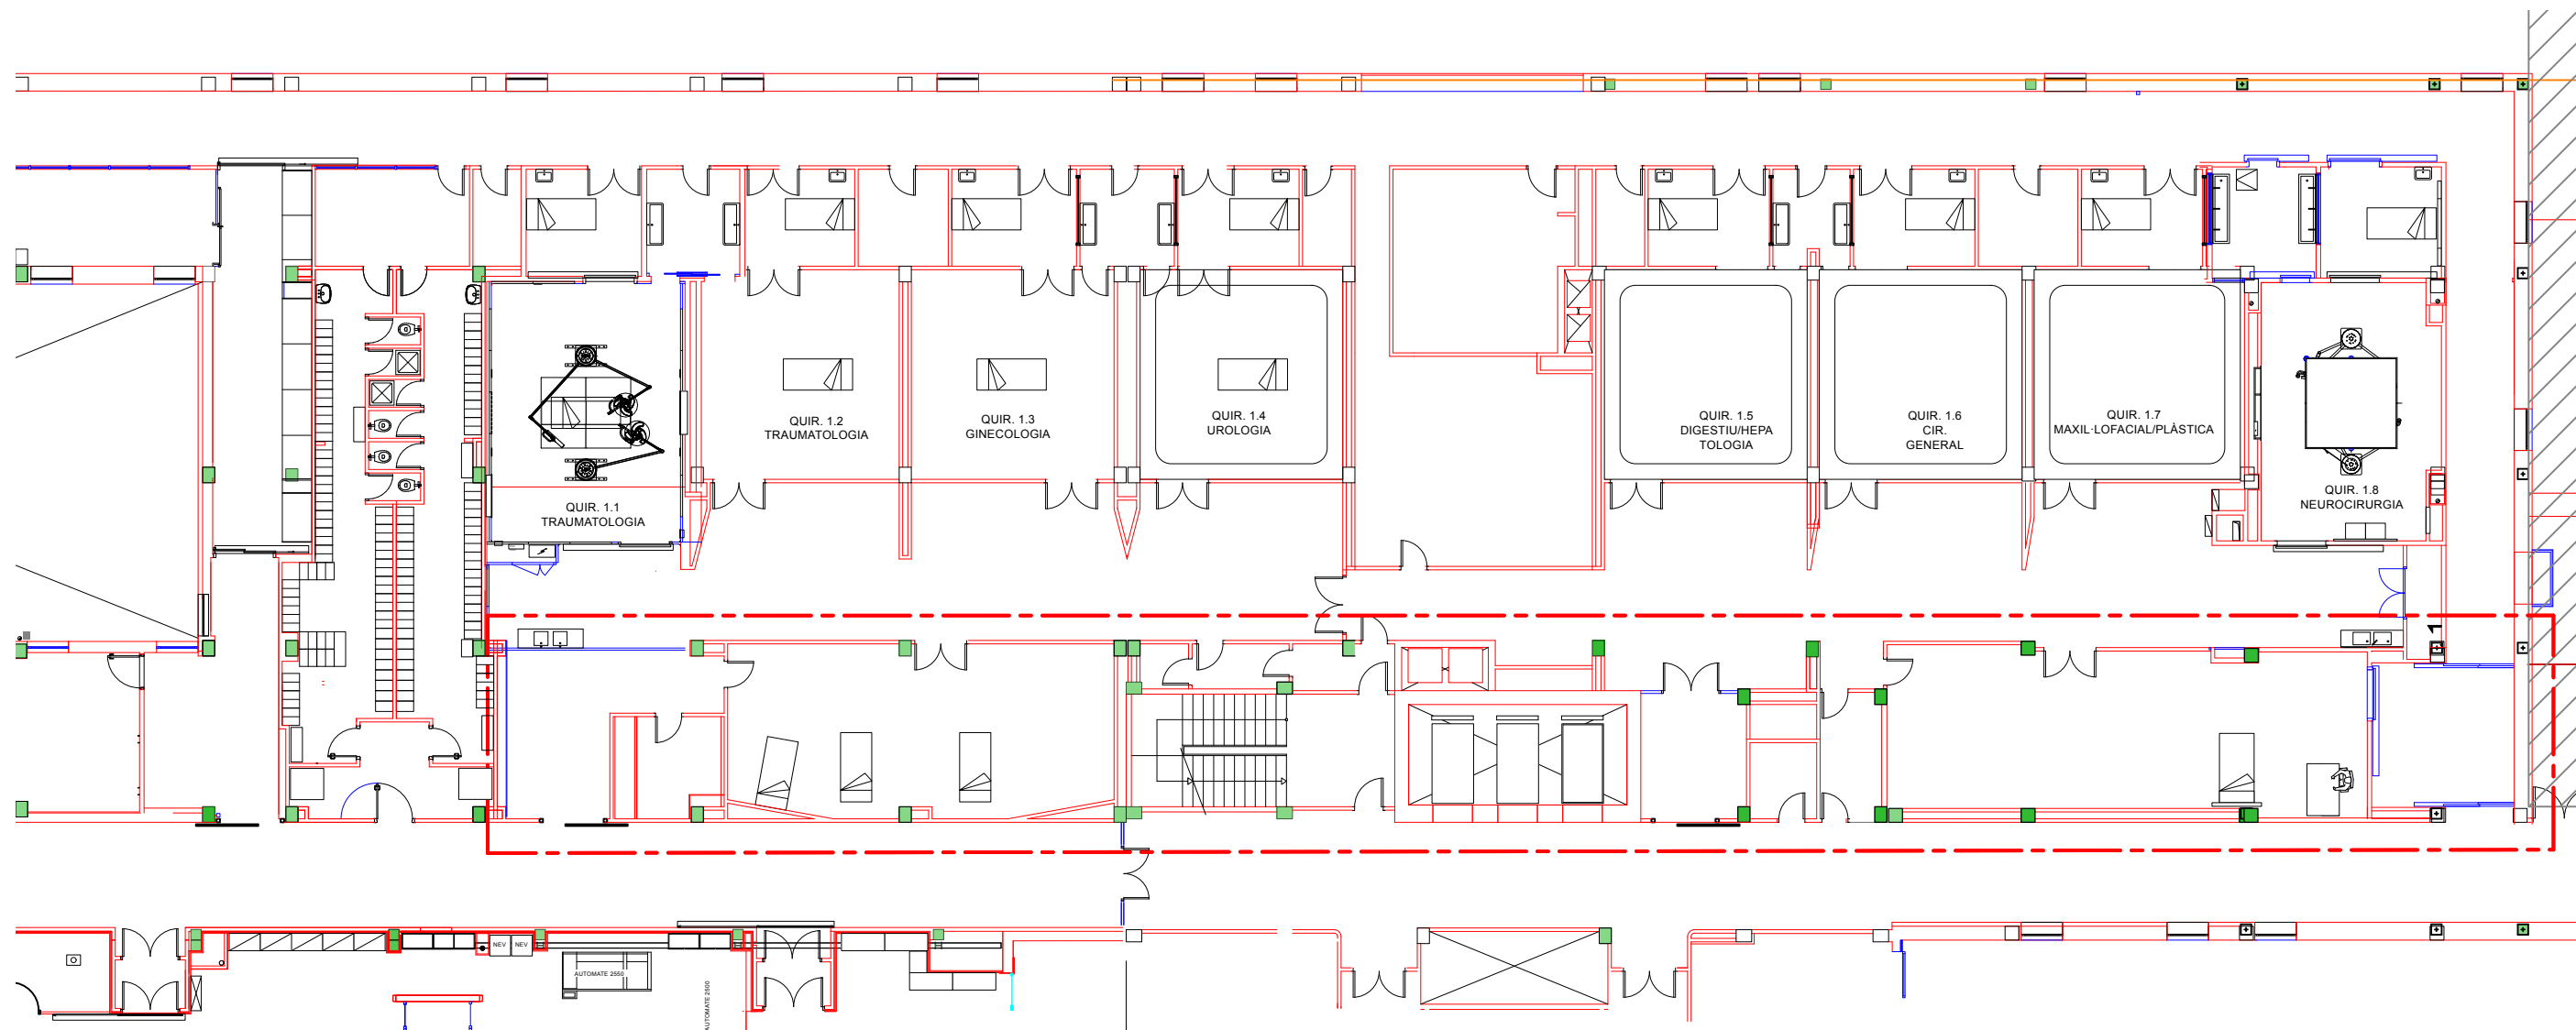 QUIR. 1.1
TRAUMATOLOGIA
QUIR. 1.2
TRAUMATOLOGIA
QUIR. 1.3
GINECOLOGIA
QUIR. 1.4
UROLOGIA
QUIR. 1.5
DIGESTIU/HEPA
TOLOGIA
QUIR. 1.6
CIR.
GENERAL
QUIR. 1.7
MAXIL·LOFACIAL/PLÀSTICA
QUIR. 1.8
NEUROCIRURGIA
NEV
NEV
AUTOMATE 2550
AUTOMATE 2500